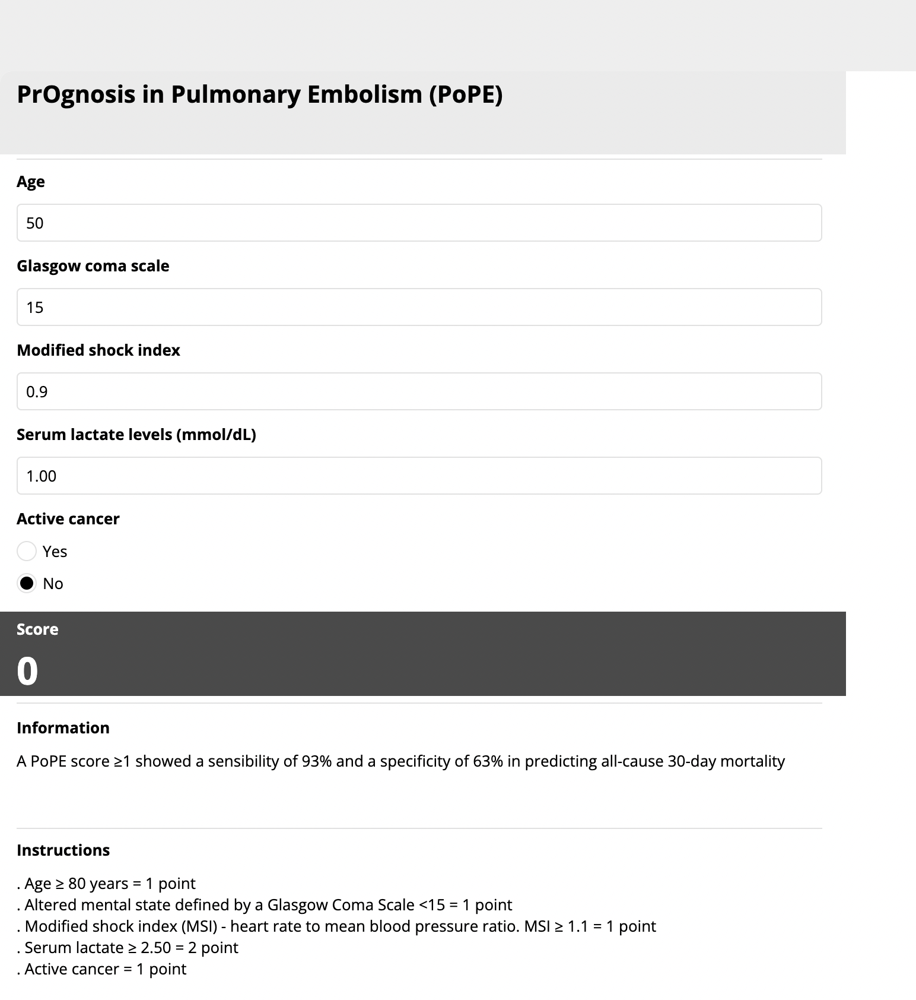 PrOgnosis in Pulmonary Embolism (PoPE)
Age
50
Glasgow coma scale
15
Modified shock index
0.9
Serum lactate levels (mmol/dL)
1.00
Active cancer
Yes
No
Score
0
Information
A PoPE score ≥1 showed a sensibility of 93% and a specificity of 63% in predicting all-cause 30-day mortality
Instructions
. Age ≥ 80 years = 1 point
. Altered mental state defined by a Glasgow Coma Scale <15 = 1 point
. Modified shock index (MSI) - heart rate to mean blood pressure ratio. MSI ≥ 1.1 = 1 point
. Serum lactate ≥ 2.50 = 2 point
. Active cancer = 1 point